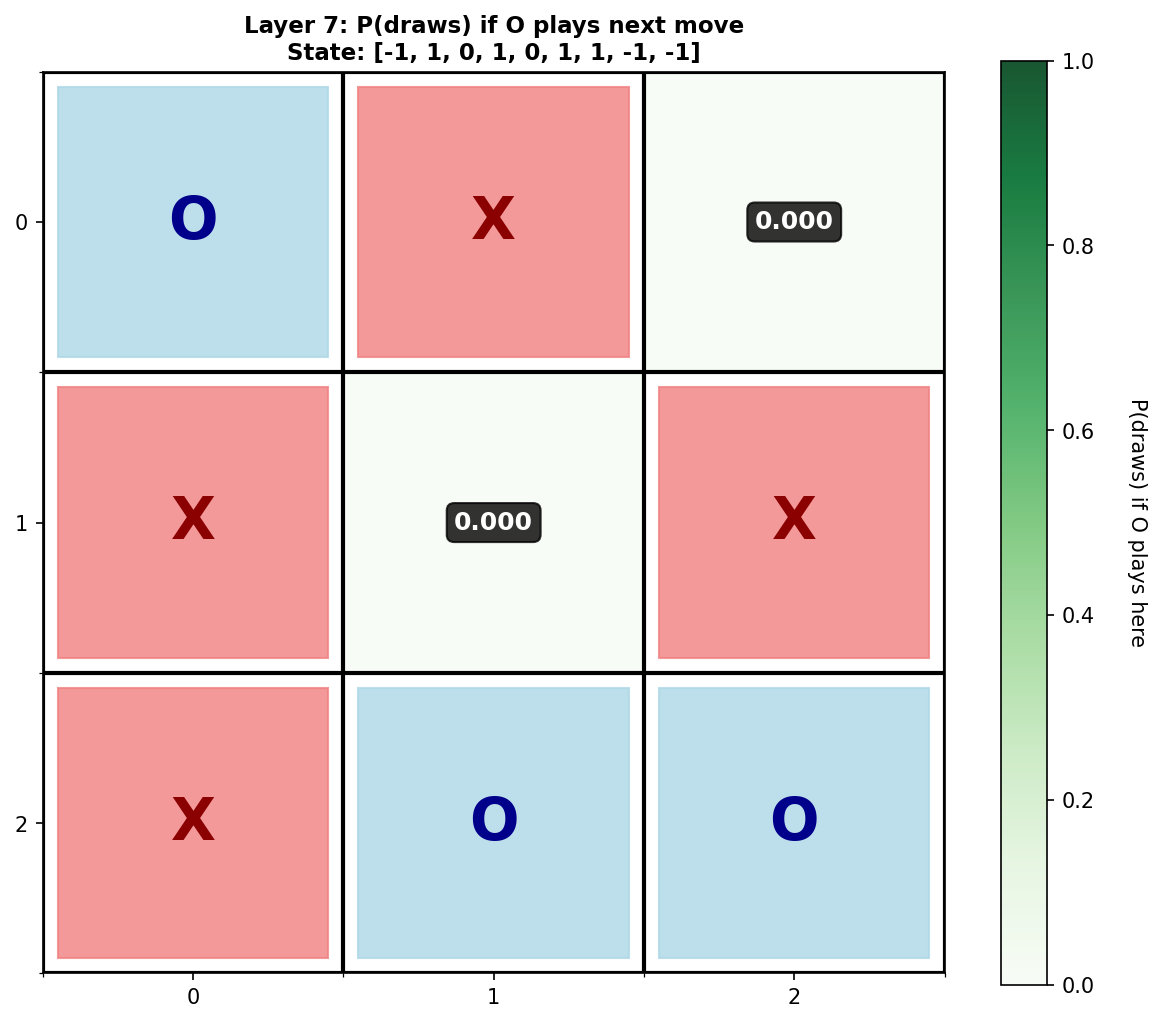 Layer 7: P(draws) if O plays next move
State: [-1, 1, 0, 1, 0, 1, 1, -1, -1]
0
O
X
0.000
1
X
0.000
X
2
X
O
O
0
1
2
1.0
0.8
0.6
0.4
0.2
0.0
P(draws) if O plays here